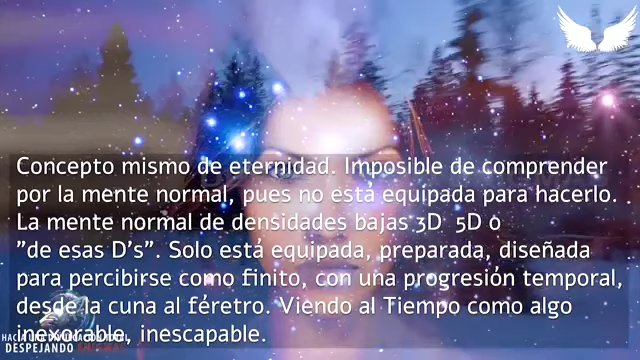 Concepto mismo de eternidad. Imposible de comprender
por la mente normal, pues no está equipada para hacerlo.
La mente normal de densidades bajas 3D  5D o
"de esas D's". Solo está equipada, preparada, diseñada
para percibirse como finito, con una progresión temporal,
desde la cuna al féretro. Viendo al Tiempo como algo
inexorable, inescapable.
DESPEJANDO